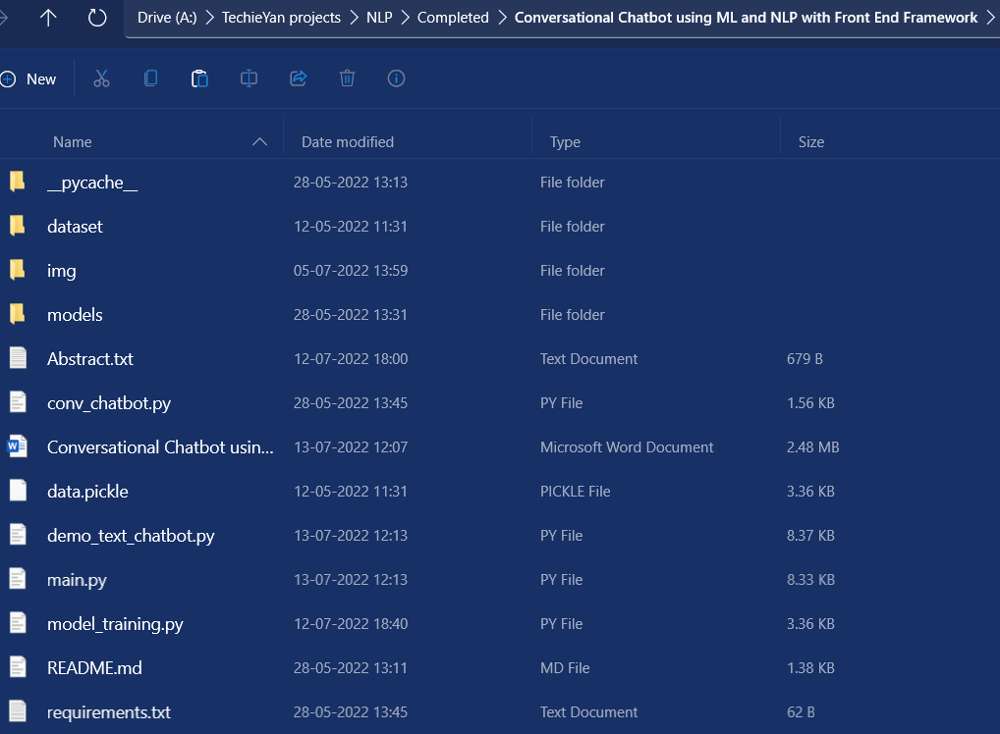 Drive (A:) > TechieYan projects > NLP > Completed > Conversational Chatbot using ML and NLP with Front End Framework >
New
Name Date modified Type Size
__pycache__ 28-05-2022 13:13 File folder
dataset 12-05-2022 11:31 File folder
img 05-07-2022 13:59 File folder
models 28-05-2022 13:31 File folder
Abstract.txt 12-07-2022 18:00 Text Document 679 B
conv_chatbot.py 28-05-2022 13:45 PY File 1.56 KB
W Conversational Chatbot usin... 13-07-2022 12:07 Microsoft Word Document 2.48 MB
data.pickle 12-05-2022 11:31 PICKLE File 3.36 KB
demo_text_chatbot.py 13-07-2022 12:13 PY File 8.37 KB
main.py 13-07-2022 12:13 PY File 8.33 KB
model_training.py 12-07-2022 18:40 PY File 3.36 KB
README.md 28-05-2022 13:11 MD File 1.38 KB
requirements.txt 28-05-2022 13:45 Text Document 62 B